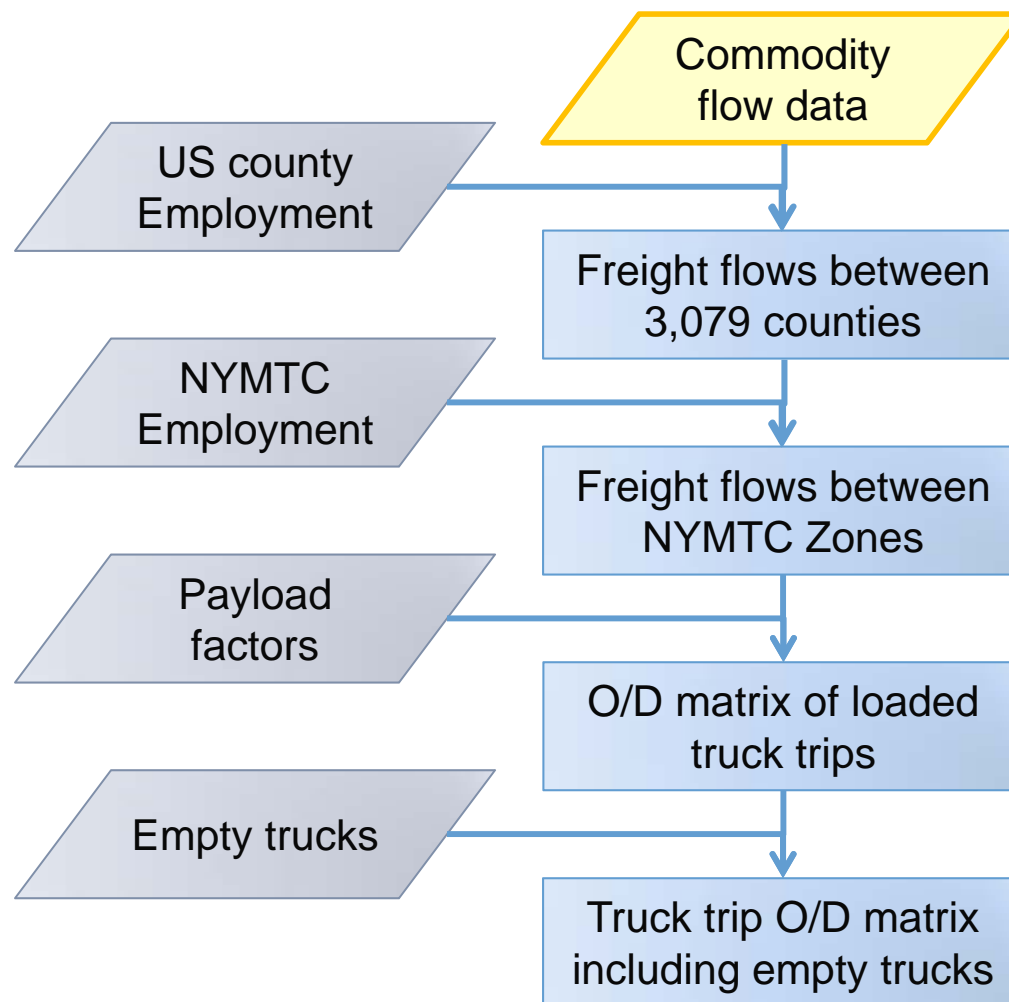 Commodity
flow data
US county
Employment
Freight flows between
3,079 counties
NYMTC
Employment
Freight flows between
NYMTC Zones
Payload
factors
O/D matrix of loaded
truck trips
Empty trucks
Truck trip O/D matrix
including empty trucks